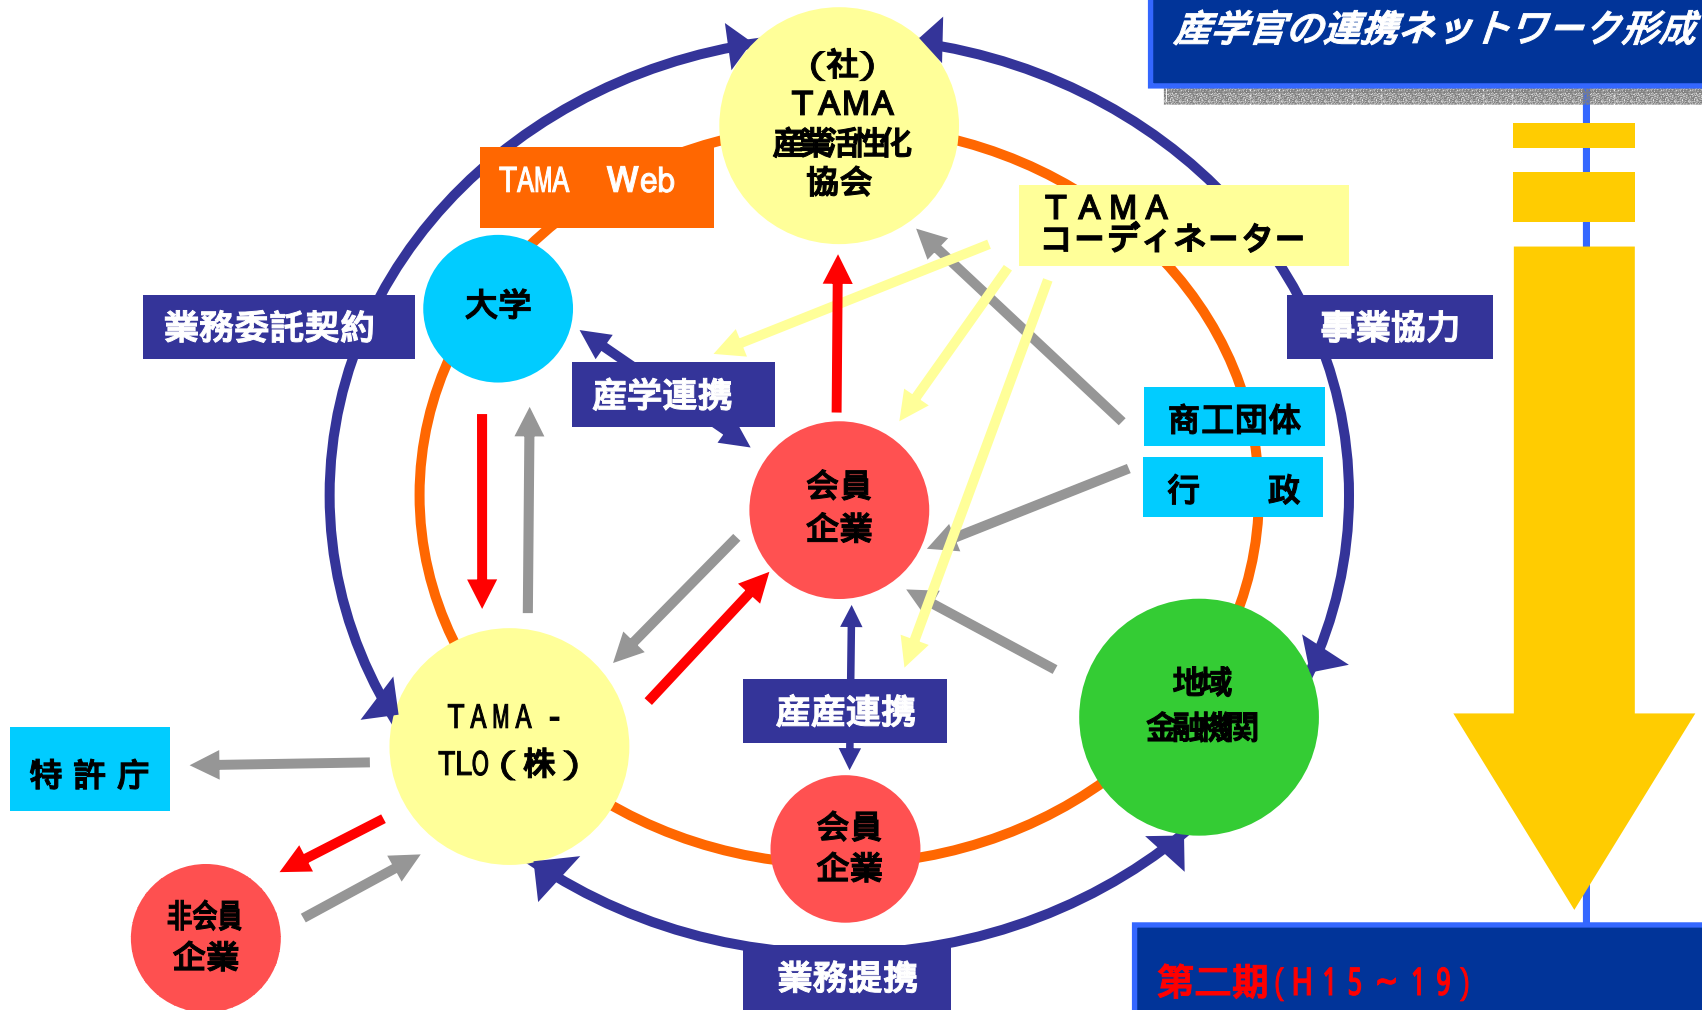 産学官の連携ネットワーク形成
（社）
TAMA
産業活性化
協会
TAMA Web
TAMA
コーディネーター
大学
業務委託契約
事業協力
産学連携
商工団体
行 政
会員
企業
地域
金融機関
産産連携
TAMA-
TLO（株）
特許庁
会員
企業
非会員
企業
業務提携
第二期(H15~19)